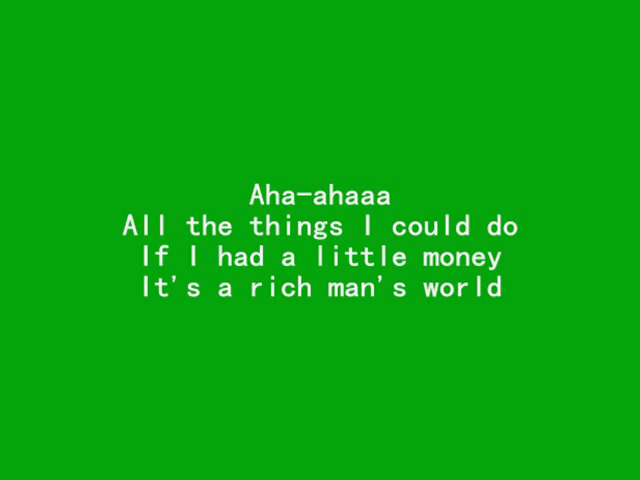 Aha-ahaaa
All the things I could do
If I had a little money
It's a rich man's world